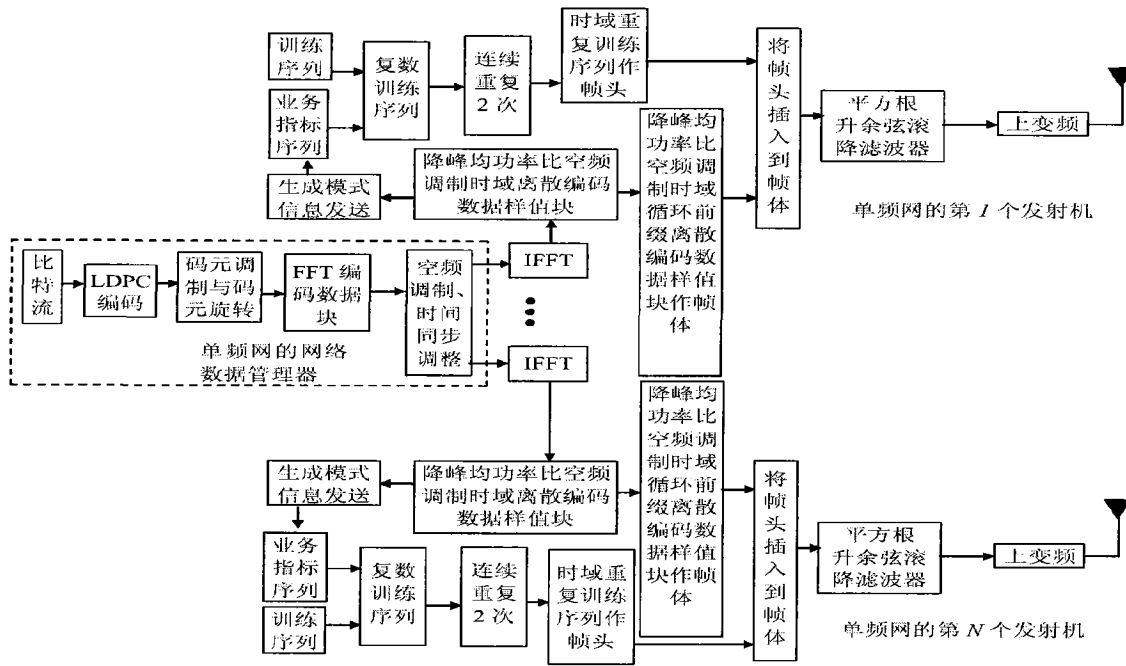 训练
序列
业务
指标
序列
复数
训练
序列
连续
重复
2 次
时域重
复训练
序列作
帧头
将
帧
头
插
入
到
帧
体
平方根
升余弦滚
降滤波器
上变频
生成模式
信息发送
降峰均功率比空频
调制时域离散编码
数据样值块
降峰均
功率比
空频调
制时域
循环前
缀离散
编码数
据样值
块作帧
体
单频网的第 1 个发射机
比
特
流
LDPC
编码
码元调
制与码
元旋转
FFT 编
码数据
块
空频
调制、
时间
同步
调整
IFFT
IFFT
单频网的网络
数据管理器
生成模式
信息发送
降峰均功率比空频
调制时域离散编码
数据样值块
降峰均
功率比
空频调
制时域
循环前
缀离散
编码数
据样值
块作帧
体
业务
指标
序列
训练
序列
复数
训练
序列
连续
重复
2 次
时域重
复训练
序列作
帧头
将
帧
头
插
入
到
帧
体
平方根
升余弦滚
降滤波器
上变频
单频网的第 N 个发射机